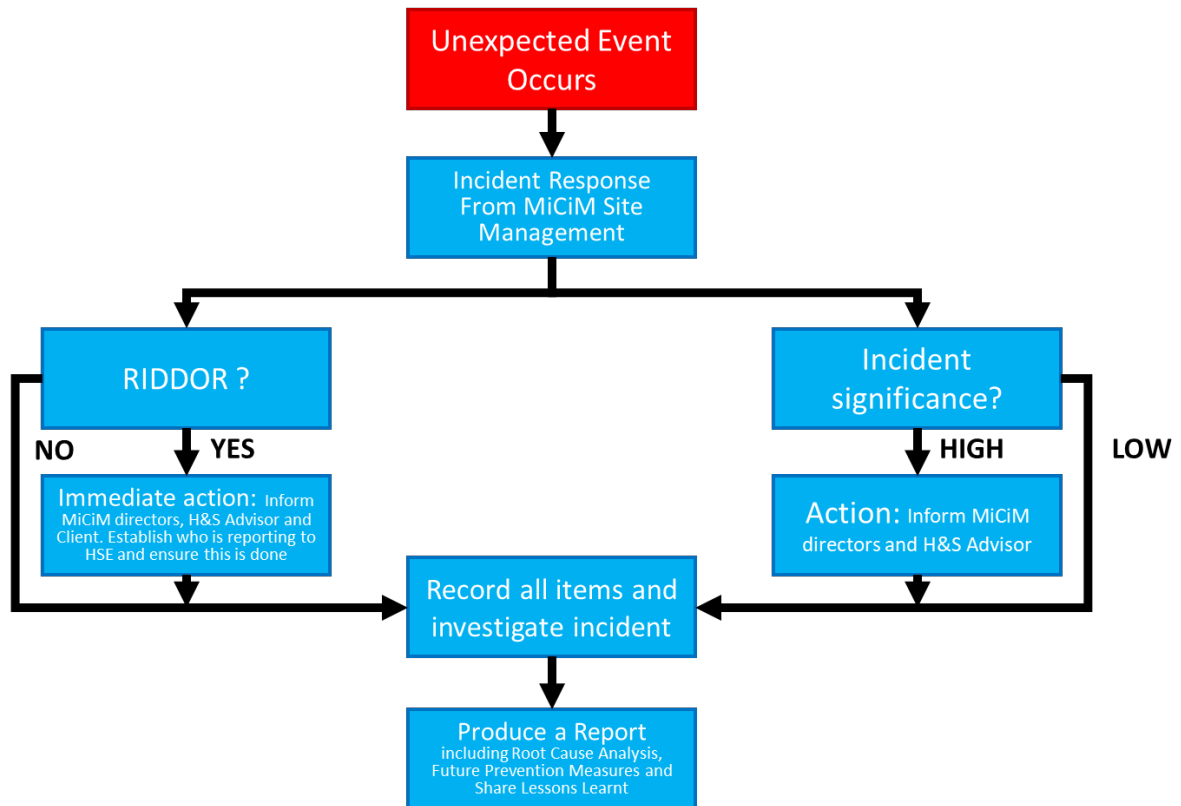 Unexpected Event
Occurs
Incident Response
From MiCiM Site
Management
RIDDOR ?
Incident
significance?
NO
YES
HIGH
LOW
Immediate action: Inform
MiCiM directors, H&S Advisor and
Client. Establish who is reporting to
HSE and ensure this is done
Action: Inform MiCiM
directors and H&S Advisor
Record all items and
investigate incident
Produce a Report
including Root Cause Analysis,
Future Prevention Measures and
Share Lessons Learnt